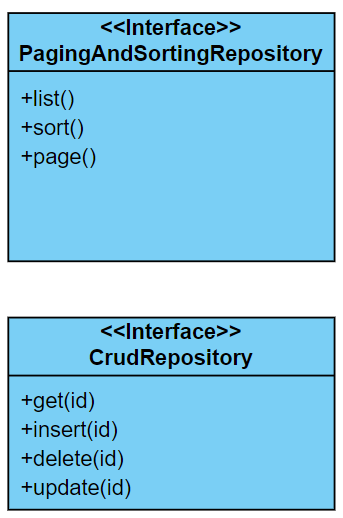 <<Interface>>
PagingAndSortingRepository
+list()
+sort()
+page()
<<Interface>>
CrudRepository
+get(id)
+insert(id)
+delete(id)
+update(id)